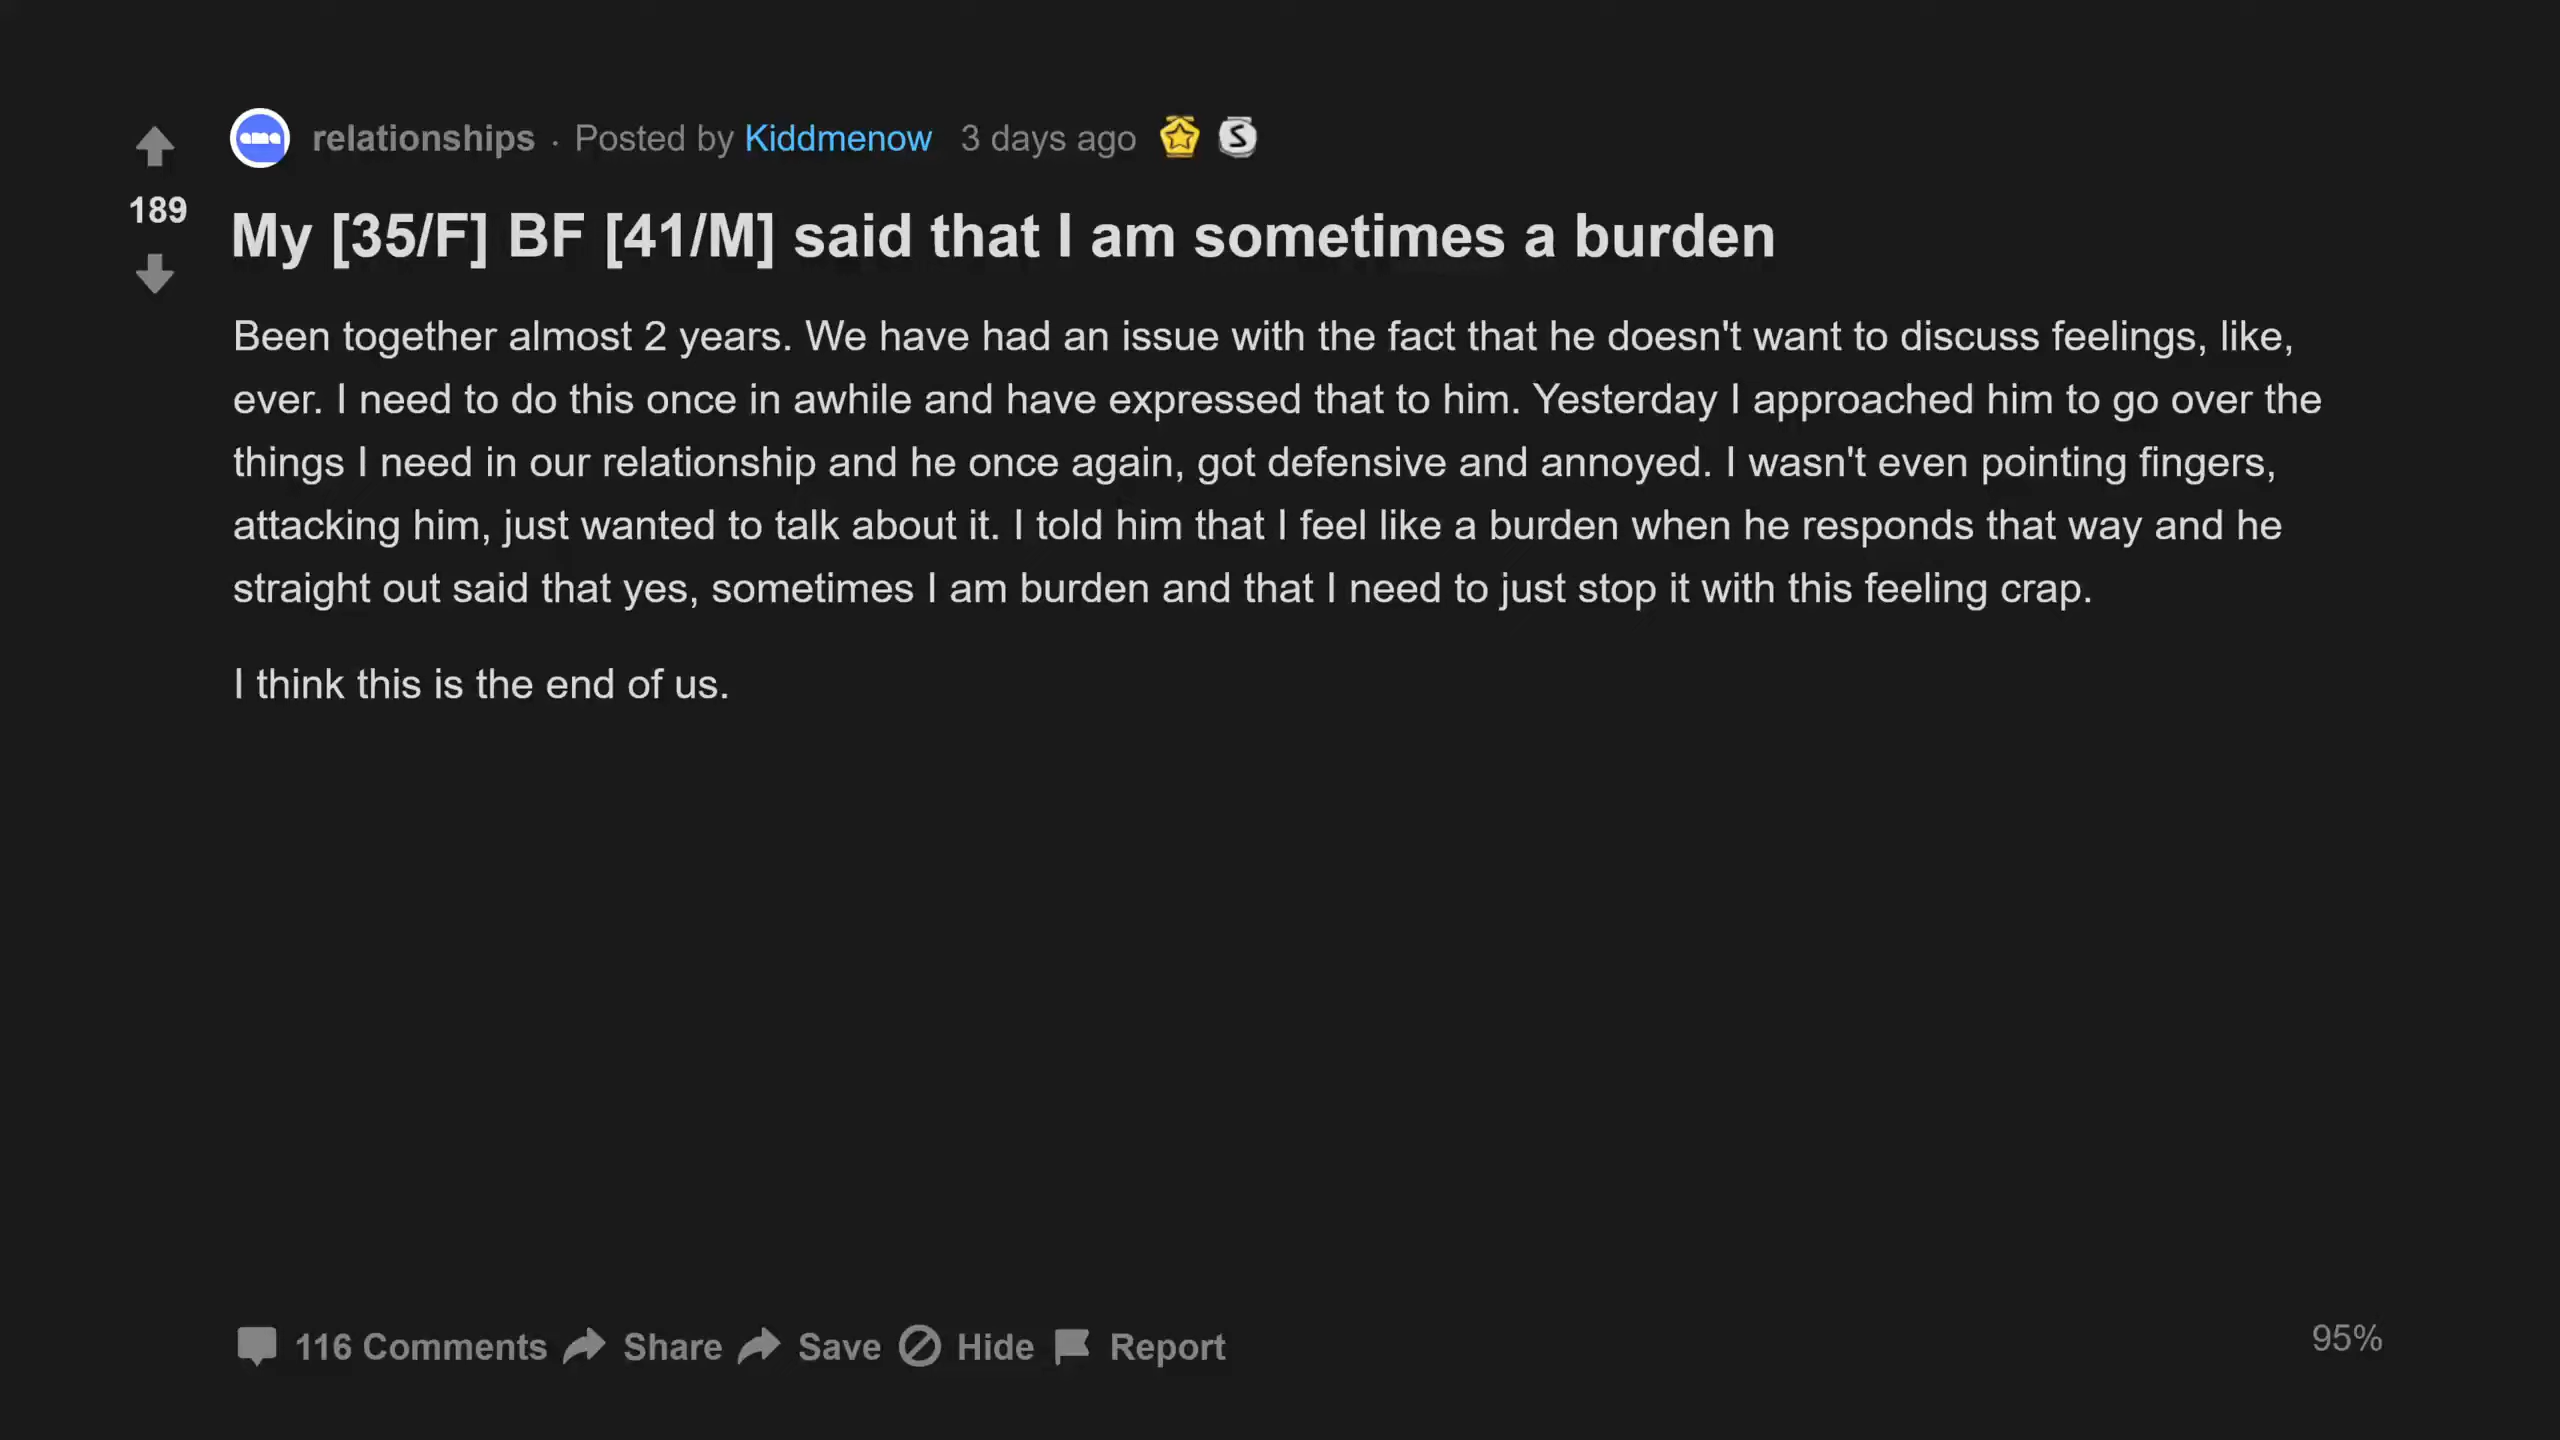 ama relationships · Posted by Kiddmenow 3 days ago S
189
My [35/F] BF [41/M] said that I am sometimes a burden
Been together almost 2 years. We have had an issue with the fact that he doesn't want to discuss feelings, like,
ever. I need to do this once in awhile and have expressed that to him. Yesterday I approached him to go over the
things I need in our relationship and he once again, got defensive and annoyed. I wasn't even pointing fingers,
attacking him, just wanted to talk about it. I told him that I feel like a burden when he responds that way and he
straight out said that yes, sometimes I am burden and that I need to just stop it with this feeling crap.
I think this is the end of us.
116 Comments Share Save Hide Report 95%